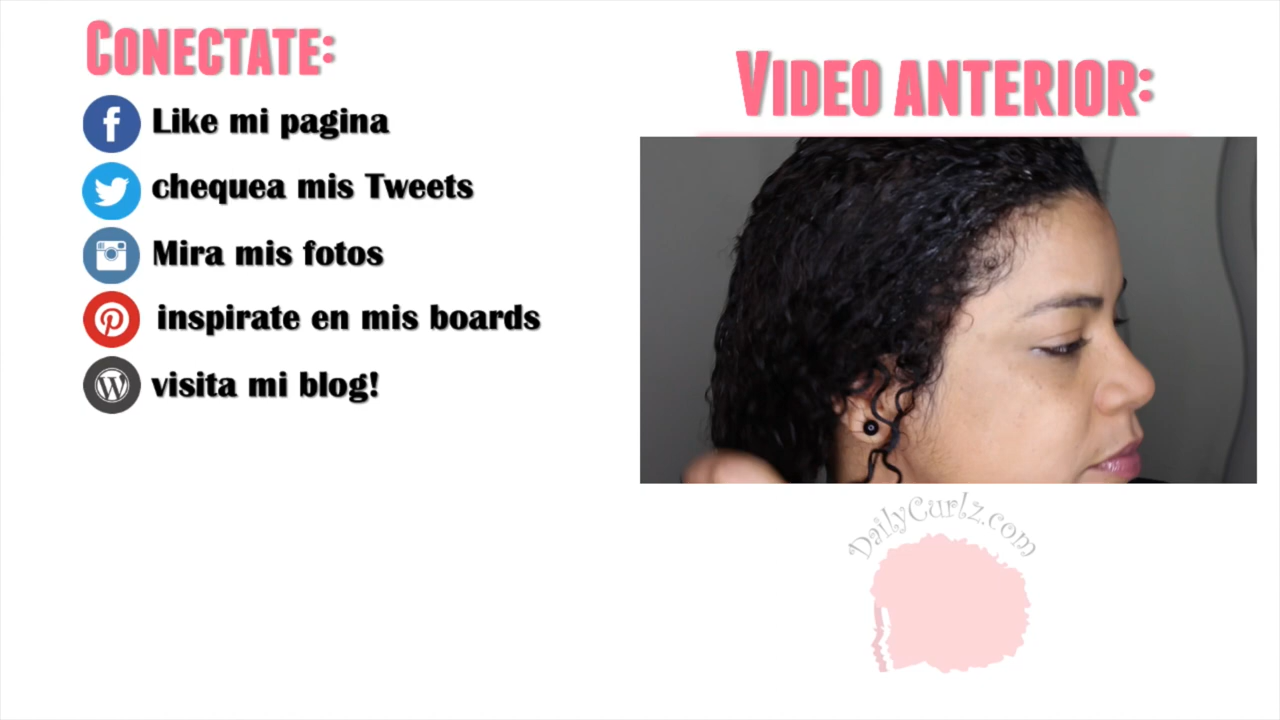 CONECTATE:
Like mi pagina
chequea mis Tweets
Mira mis fotos
inspirate en mis boards
visita mi blog!
VIDEO ANTERIOR:
DailyCurlz.com